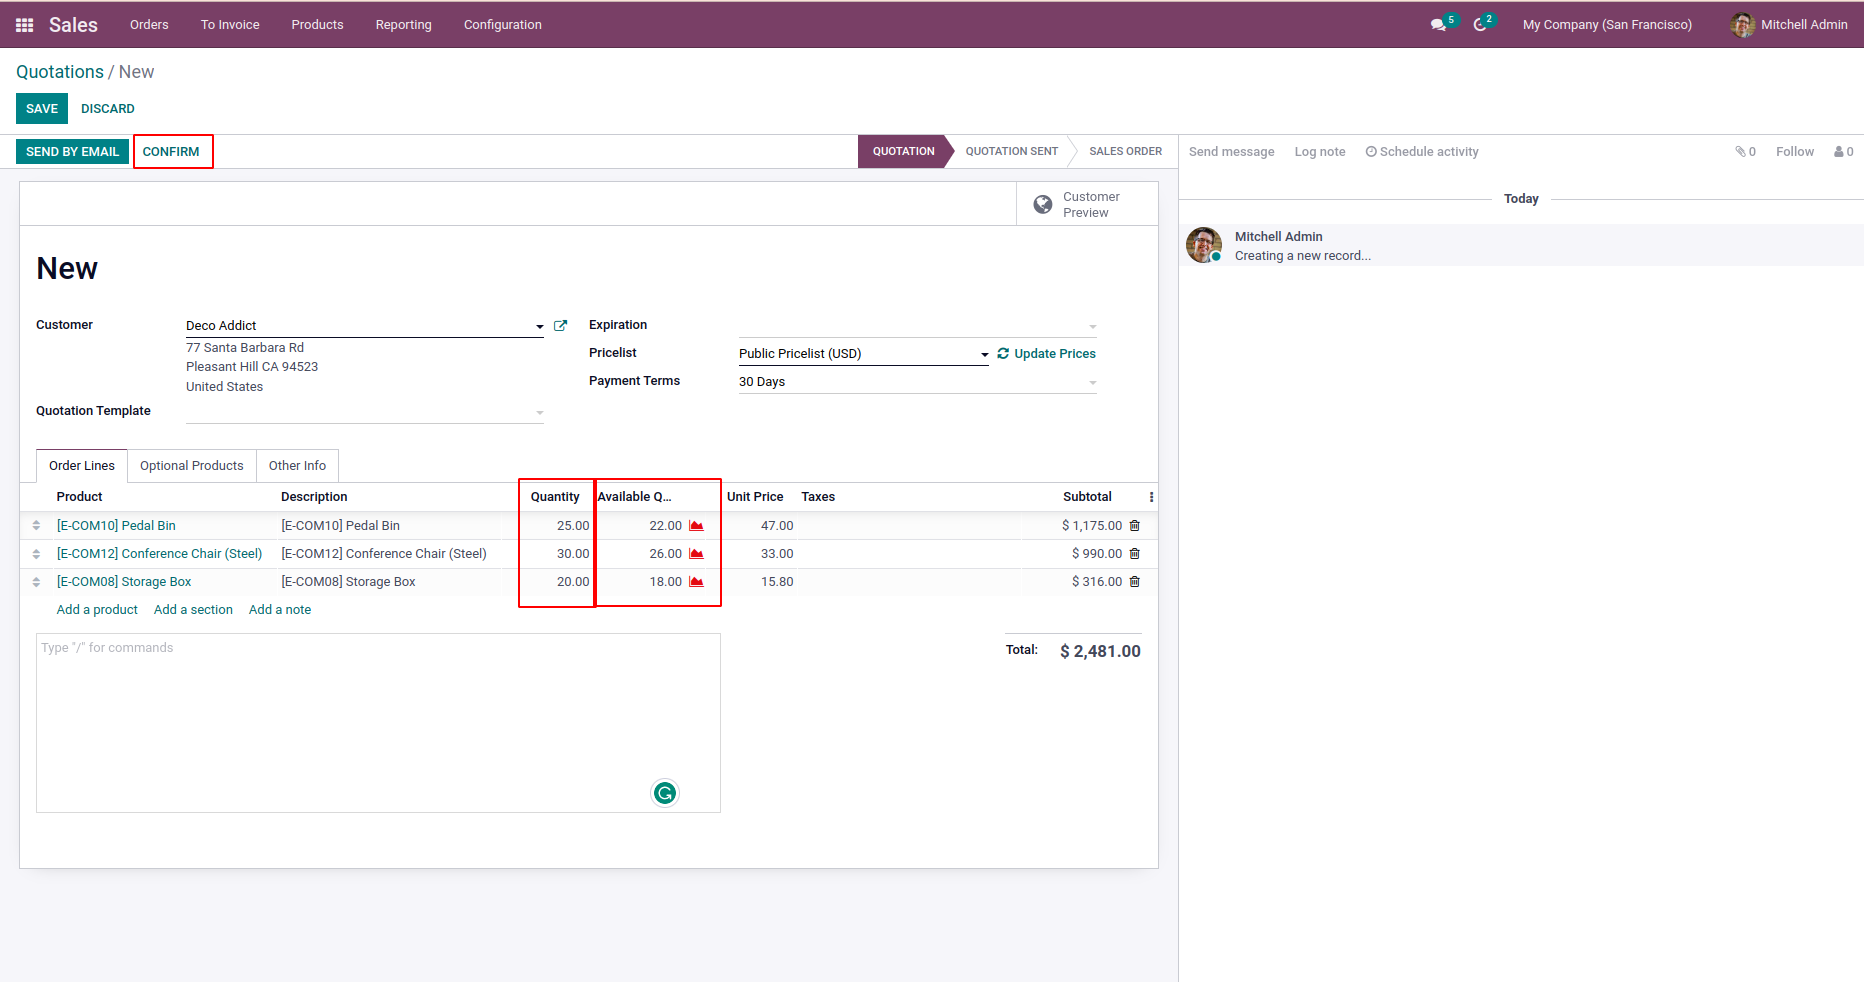 Sales Orders To Invoice Products Reporting Configuration 5 2 My Company (San Francisco) Mitchell Admin
Quotations / New
SAVE DISCARD
SEND BY EMAIL CONFIRM QUOTATION QUOTATION SENT SALES ORDER Send message Log note Schedule activity 0 Follow 0
Customer
Preview
Today
Mitchell Admin
Creating a new record...
New
Customer Deco Addict Expiration
77 Santa Barbara Rd Pricelist Public Pricelist (USD) Update Prices
Pleasant Hill CA 94523
United States Payment Terms 30 Days
Quotation Template
Order Lines Optional Products Other Info
Product Description Quantity Available Q... Unit Price Taxes Subtotal
[E-COM10] Pedal Bin [E-COM10] Pedal Bin 25.00 22.00 47.00 $ 1,175.00
[E-COM12] Conference Chair (Steel) [E-COM12] Conference Chair (Steel) 30.00 26.00 33.00 $ 990.00
[E-COM08] Storage Box [E-COM08] Storage Box 20.00 18.00 15.80 $ 316.00
Add a product Add a section Add a note
Type "/" for commands Total: $ 2,481.00